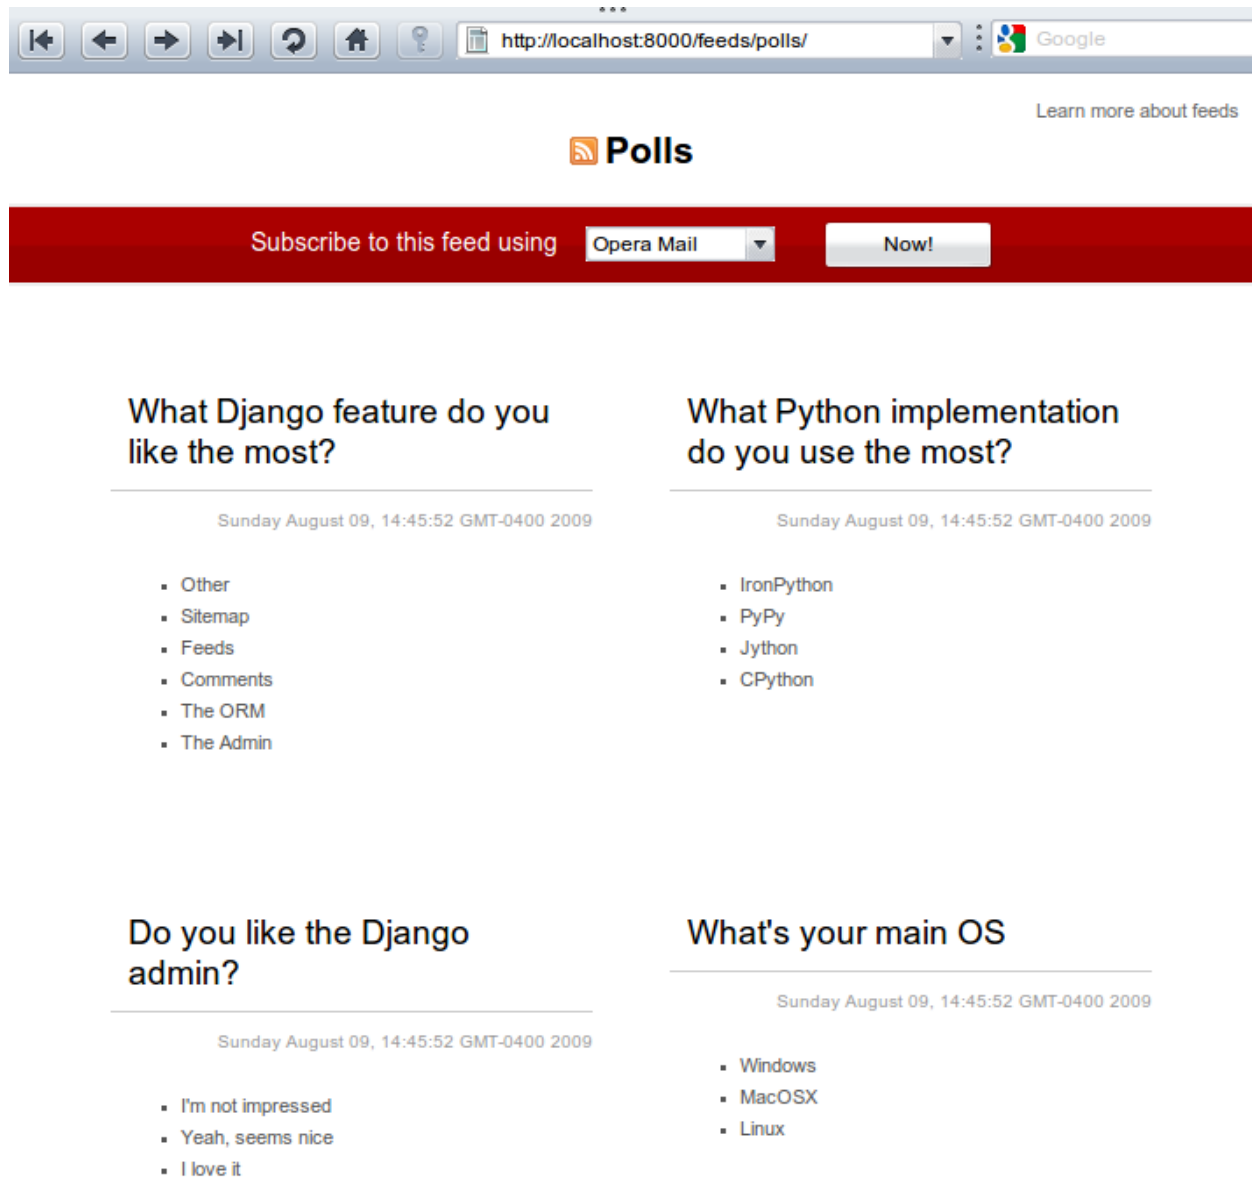 http://localhost:8000/feeds/polls/
Google
Learn more about feeds
Polls
Subscribe to this feed using
Opera Mail
Now!
What Django feature do you
like the most?
Sunday August 09, 14:45:52 GMT-0400 2009
Other
Sitemap
Feeds
Comments
The ORM
The Admin
What Python implementation
do you use the most?
Sunday August 09, 14:45:52 GMT-0400 2009
IronPython
PyPy
Jython
CPython
Do you like the Django
admin?
Sunday August 09, 14:45:52 GMT-0400 2009
I'm not impressed
Yeah, seems nice
I love it
What's your main OS
Sunday August 09, 14:45:52 GMT-0400 2009
Windows
MacOSX
Linux